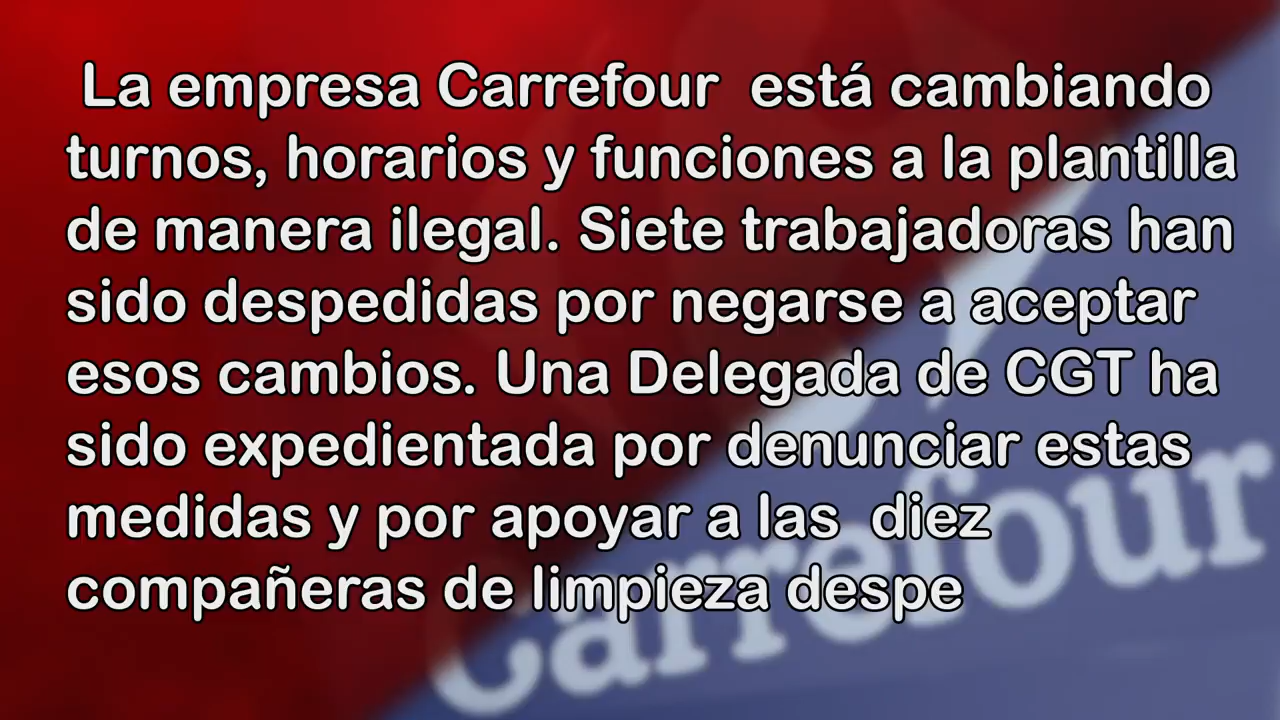 La empresa Carrefour está cambiando
turnos, horarios y funciones a la plantilla
de manera ilegal. Siete trabajadoras han
sido despedidas por negarse a aceptar
esos cambios. Una Delegada de CGT ha
sido expedientada por denunciar estas
medidas y por apoyar a las diez
compañeras de limpieza despe
Carrefour